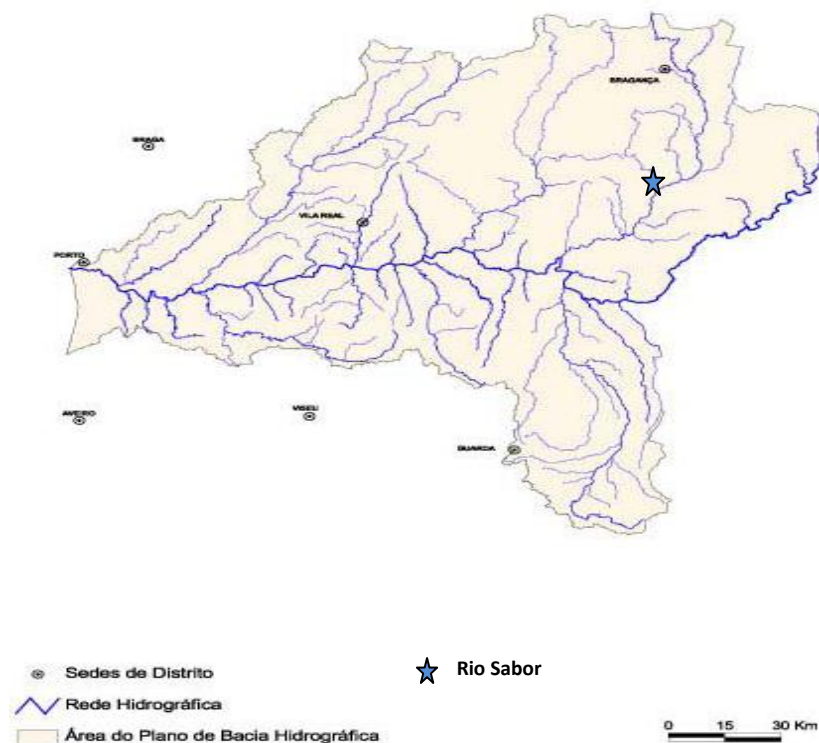 BRAGANÇA
BRAGA
VILA REAL
PORTO
AVEIRO
VISEU
GUARDA
Sedes de Distrito
Rio Sabor
Rede Hidrográfica
Área do Plano de Bacia Hidrográfica
0 15 30 Km